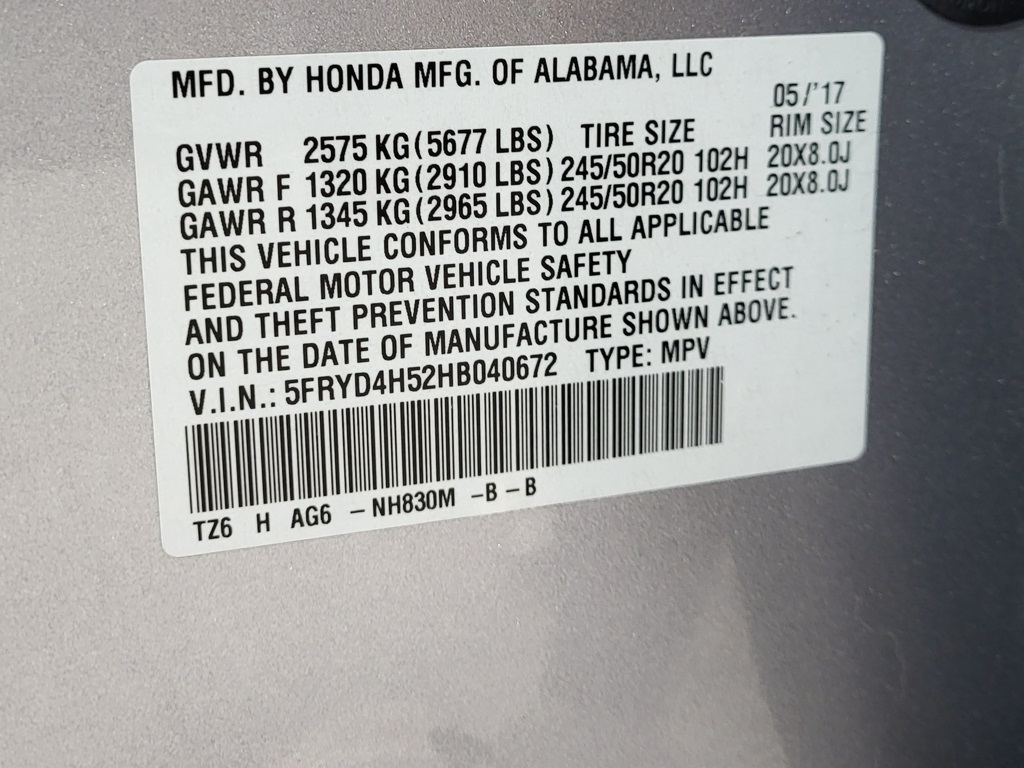 MFD. BY HONDA MFG. OF ALABAMA, LLC
05/'17
GVWR 2575 KG (5677 LBS) TIRE SIZE RIM SIZE
GAWR F 1320 KG (2910 LBS) 245/50R20 102H 20X8.0J
GAWR R 1345 KG (2965 LBS) 245/50R20 102H 20X8.0J
THIS VEHICLE CONFORMS TO ALL APPLICABLE
FEDERAL MOTOR VEHICLE SAFETY
AND THEFT PREVENTION STANDARDS IN EFFECT
ON THE DATE OF MANUFACTURE SHOWN ABOVE.
V.I.N.: 5FRYD4H52HB040672 TYPE: MPV
TZ6 H AG6 -NH830M -B-B